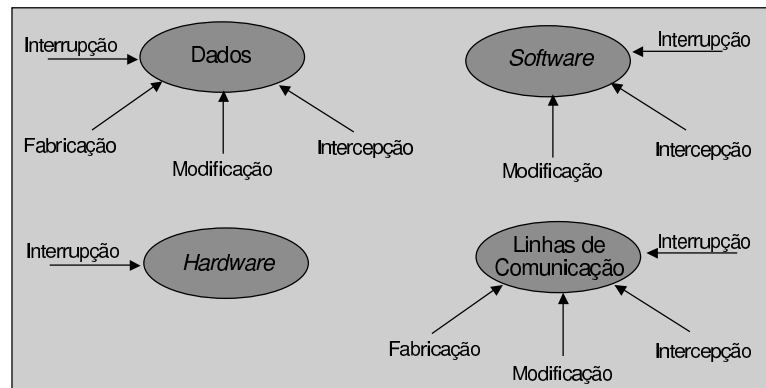 Interrupção
Dados
Fabricação
Modificação
Intercepção
Software
Interrupção
Modificação
Intercepção
Interrupção
Hardware
Linhas de
Comunicação
Interrupção
Fabricação
Modificação
Intercepção